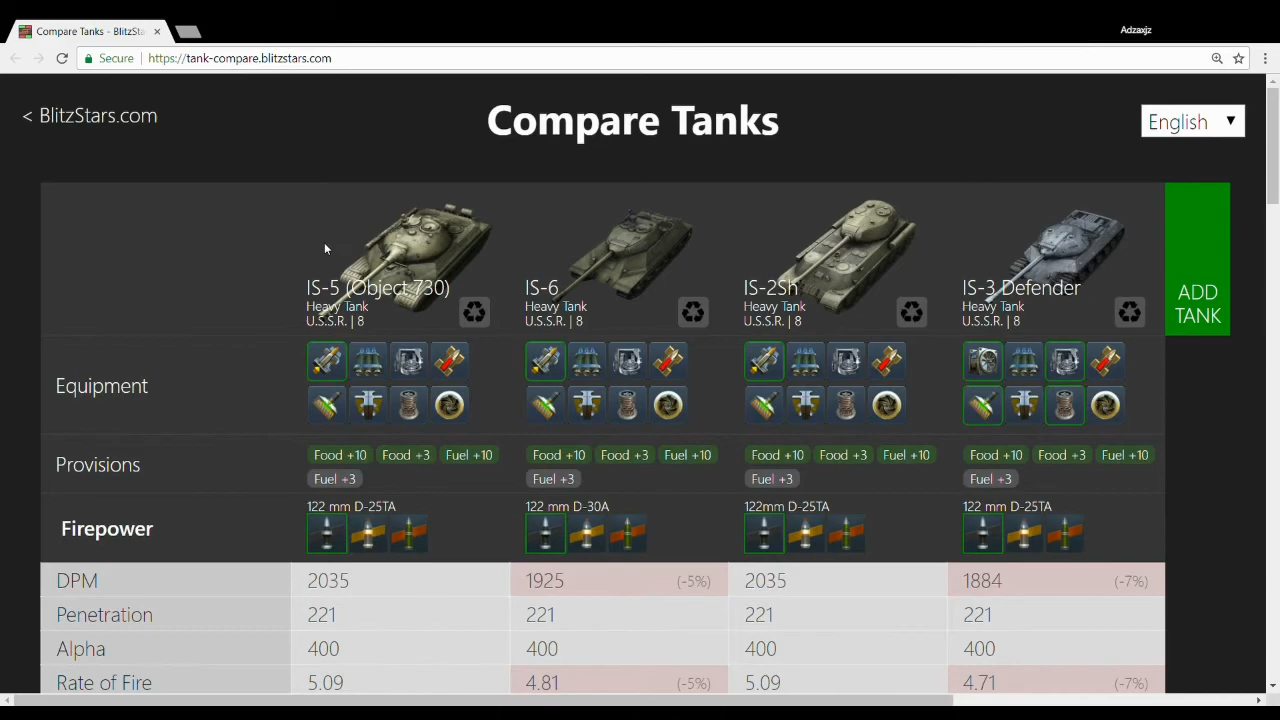 Compare Tanks - BlitzSta
Adzaxjz
Secure https://tank-compare.blitzstars.com
< BlitzStars.com
Compare Tanks
English
IS-5 (Object 730)
Heavy Tank
U.S.S.R. | 8
IS-6
Heavy Tank
U.S.S.R. | 8
IS-2Sh
Heavy Tank
U.S.S.R. | 8
IS-3 Defender
Heavy Tank
U.S.S.R. | 8
ADD
TANK
Equipment
Provisions
Food +10 Food +3 Fuel +10
Fuel +3
Food +10 Food +3 Fuel +10
Fuel +3
Food +10 Food +3 Fuel +10
Fuel +3
Food +10 Food +3 Fuel +10
Fuel +3
Firepower
122 mm D-25TA
122 mm D-30A
122mm D-25TA
122 mm D-25TA
DPM 2035 1925 (-5%) 2035 1884 (-7%)
Penetration 221 221 221 221
Alpha 400 400 400 400
Rate of Fire 5.09 4.81 (-5%) 5.09 4.71 (-7%)